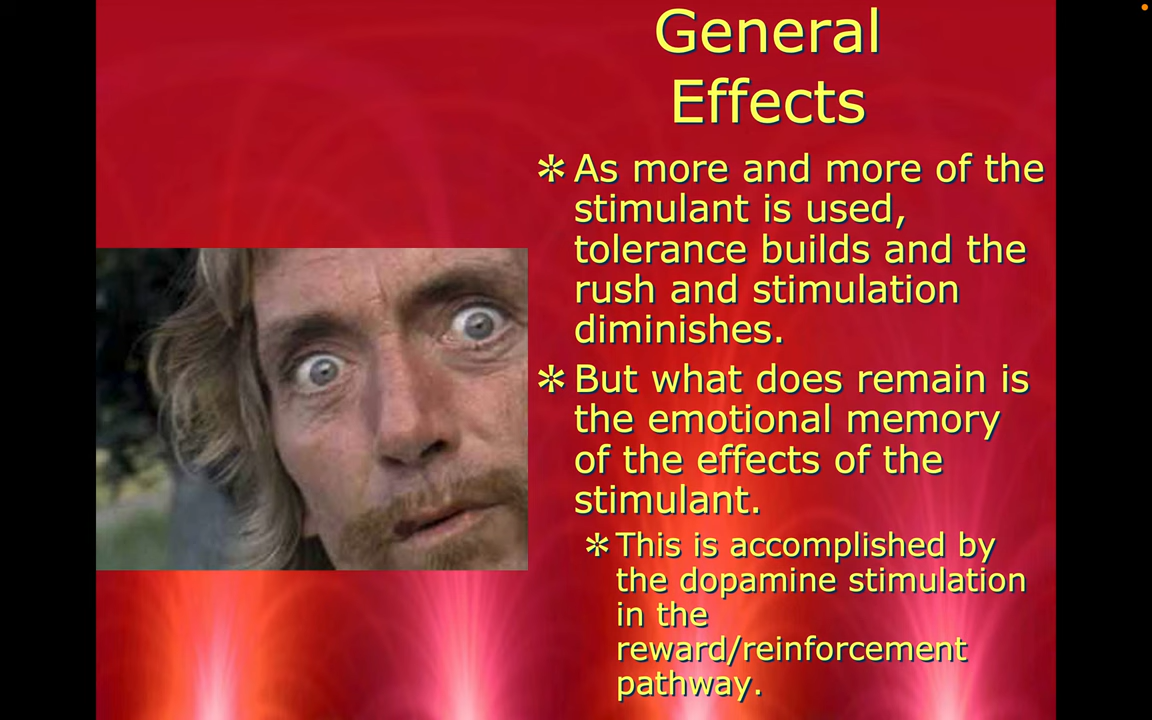 General
Effects
✲ As more and more of the
stimulant is used,
tolerance builds and the
rush and stimulation
diminishes.
✲ But what does remain is
the emotional memory
of the effects of the
stimulant.
✲ This is accomplished by
the dopamine stimulation
in the
reward/reinforcement
pathway.